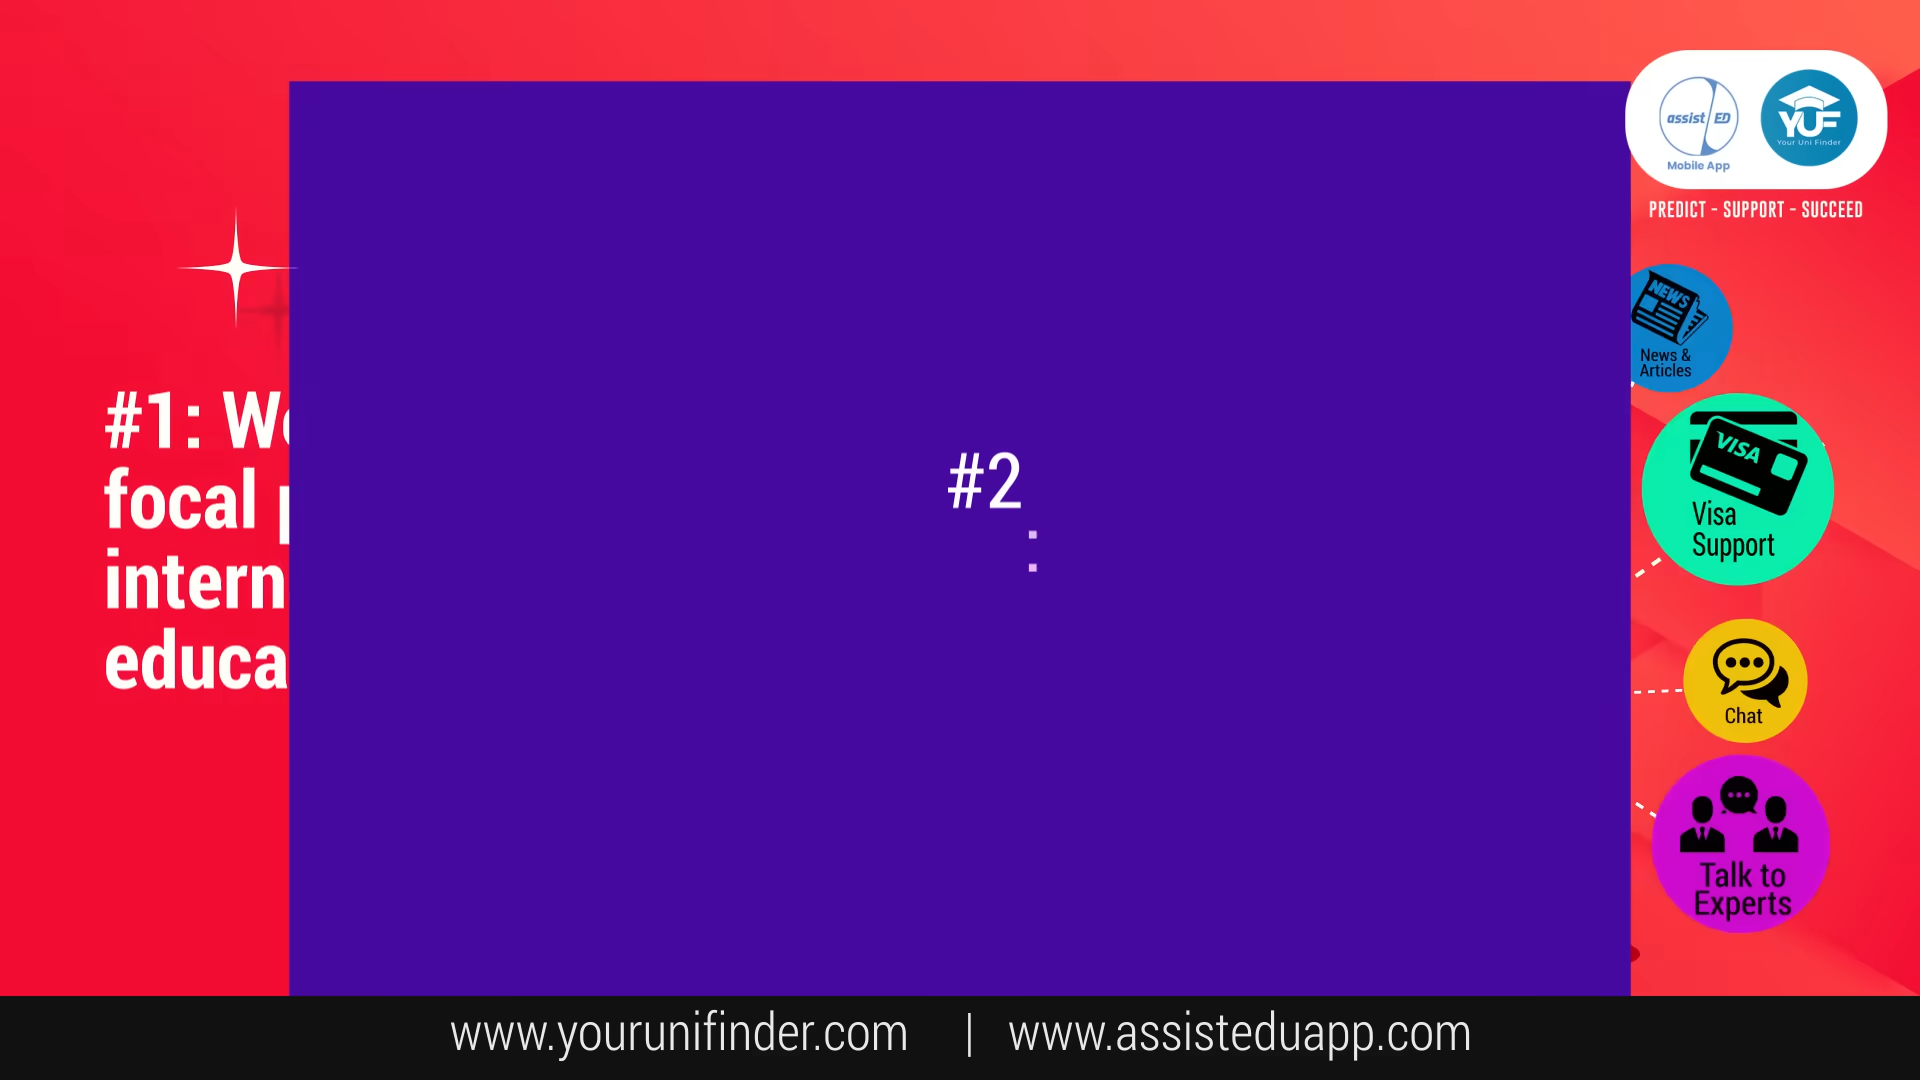 assist ED
Mobile App
YUF
Your Uni Finder
PREDICT - SUPPORT - SUCCEED
NEWS
News &
Articles
#1: We
focal
intern
educa
#2
:
VISA
Visa
Support
Chat
Talk to
Experts
www.yourunifinder.com | www.assisteduapp.com